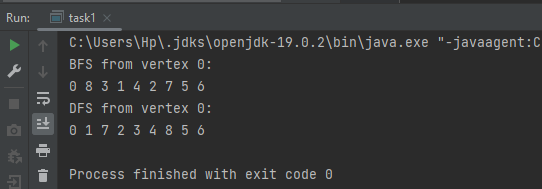 Run: task1
C:\Users\Hp\.jdks\openjdk-19.0.2\bin\java.exe "-javaagent:C
BFS from vertex 0:
0 8 3 1 4 2 7 5 6
DFS from vertex 0:
0 1 7 2 3 4 8 5 6
Process finished with exit code 0